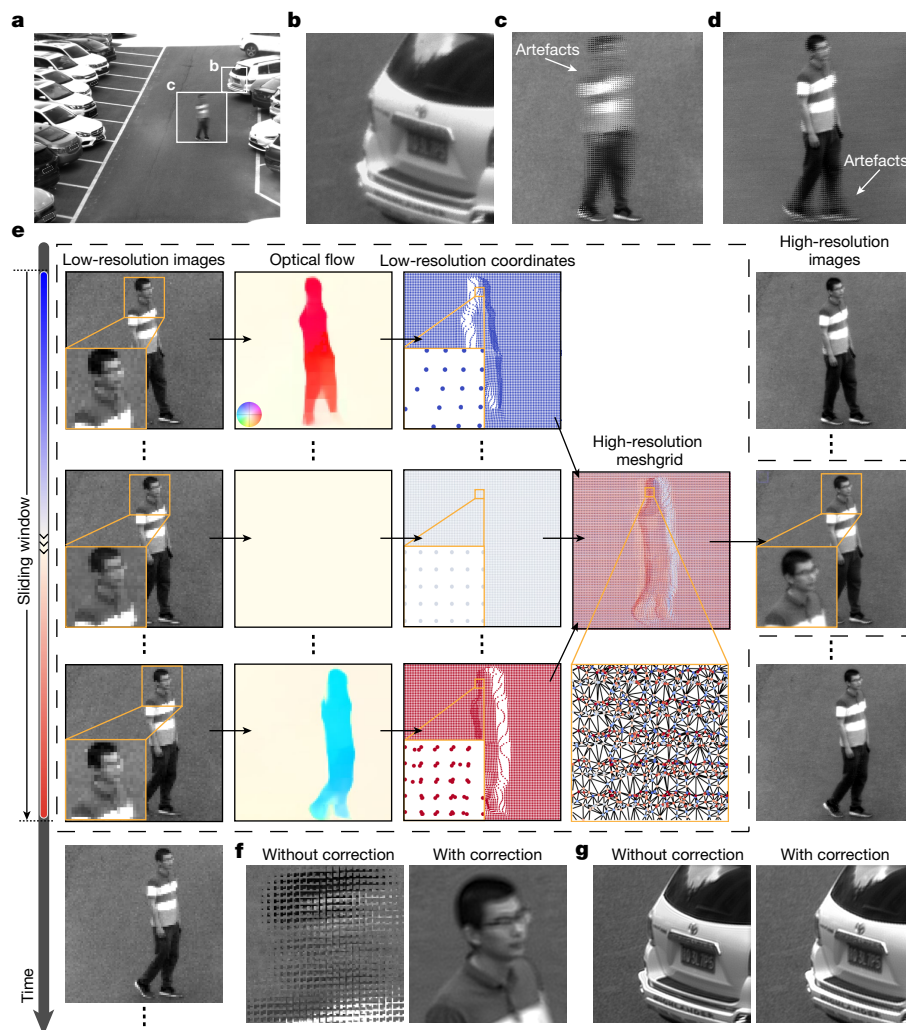 a
b
c
d
b
c
Artefacts
Artefacts
e
Low-resolution images
Optical flow
Low-resolution coordinates
High-resolution
images
High-resolution
meshgrid
Sliding window
Time
f
Without correction
With correction
g
Without correction
With correction